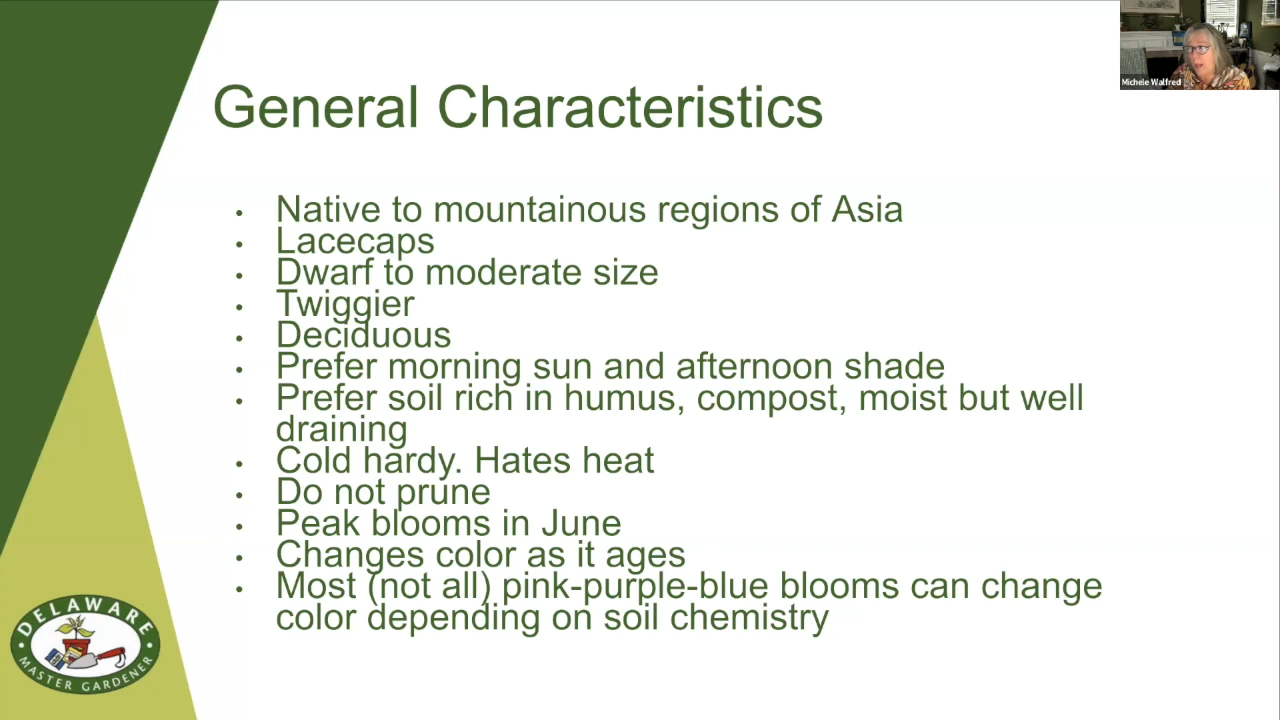 Michele Walfred
General Characteristics
• Native to mountainous regions of Asia
• Lacecaps
• Dwarf to moderate size
• Twiggier
• Deciduous
• Prefer morning sun and afternoon shade
• Prefer soil rich in humus, compost, moist but well
draining
• Cold hardy. Hates heat
• Do not prune
• Peak blooms in June
• Changes color as it ages
• Most (not all) pink-purple-blue blooms can change
color depending on soil chemistry
DELAWARE
MASTER GARDENER